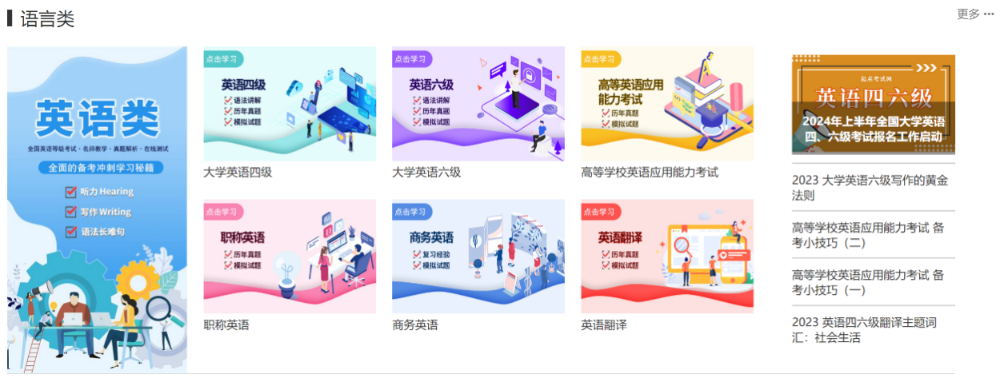 语言类
更多 ···
英语类
全国英语等级考试·名师教学·真题解析·在线测试
全面的备考冲刺学习秘籍
听力 Hearing
写作 Writing
语法长难句
点击学习
英语四级
语法讲解
历年真题
模拟试题
大学英语四级
点击学习
英语六级
语法讲解
历年真题
模拟试题
大学英语六级
点击学习
高等英语应用
能力考试
历年真题
模拟试题
高等学校英语应用能力考试
点击学习
职称英语
历年真题
模拟试题
职称英语
点击学习
商务英语
复习经验
模拟试题
商务英语
点击学习
英语翻译
历年真题
模拟试题
英语翻译
起点考试网
英语四六级
2024年上半年全国大学英语
四、六级考试报名工作启动
2023 大学英语六级写作的黄金
法则
高等学校英语应用能力考试 备
考小技巧（二）
高等学校英语应用能力考试 备
考小技巧（一）
2023 英语四六级翻译主题词
汇：社会生活